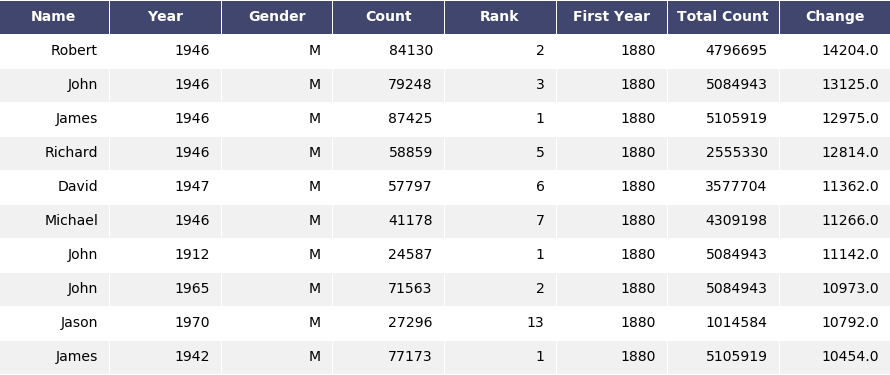 Name Year Gender Count Rank First Year Total Count Change
Robert 1946 M 84130 2 1880 4796695 14204.0
John 1946 M 79248 3 1880 5084943 13125.0
James 1946 M 87425 1 1880 5105919 12975.0
Richard 1946 M 58859 5 1880 2555330 12814.0
David 1947 M 57797 6 1880 3577704 11362.0
Michael 1946 M 41178 7 1880 4309198 11266.0
John 1912 M 24587 1 1880 5084943 11142.0
John 1965 M 71563 2 1880 5084943 10973.0
Jason 1970 M 27296 13 1880 1014584 10792.0
James 1942 M 77173 1 1880 5105919 10454.0